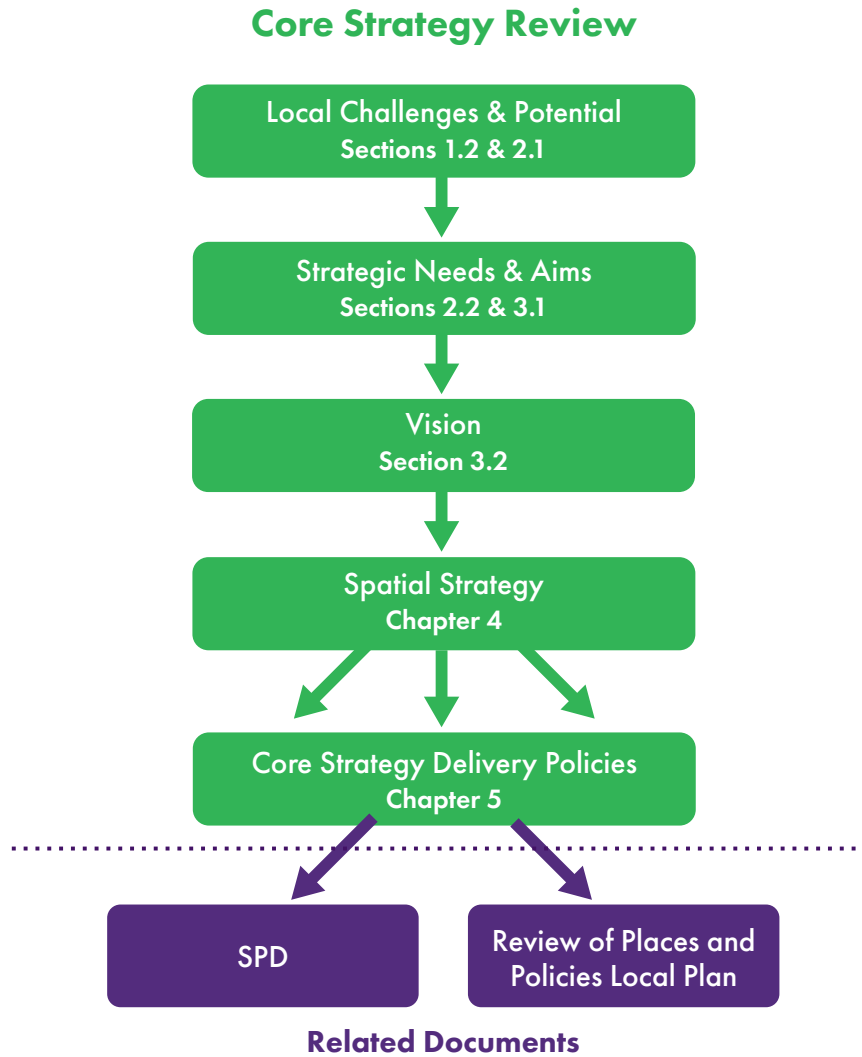 Core Strategy Review
Local Challenges & Potential
Sections 1.2 & 2.1
Strategic Needs & Aims
Sections 2.2 & 3.1
Vision
Section 3.2
Spatial Strategy
Chapter 4
Core Strategy Delivery Policies
Chapter 5
SPD
Review of Places and
Policies Local Plan
Related Documents